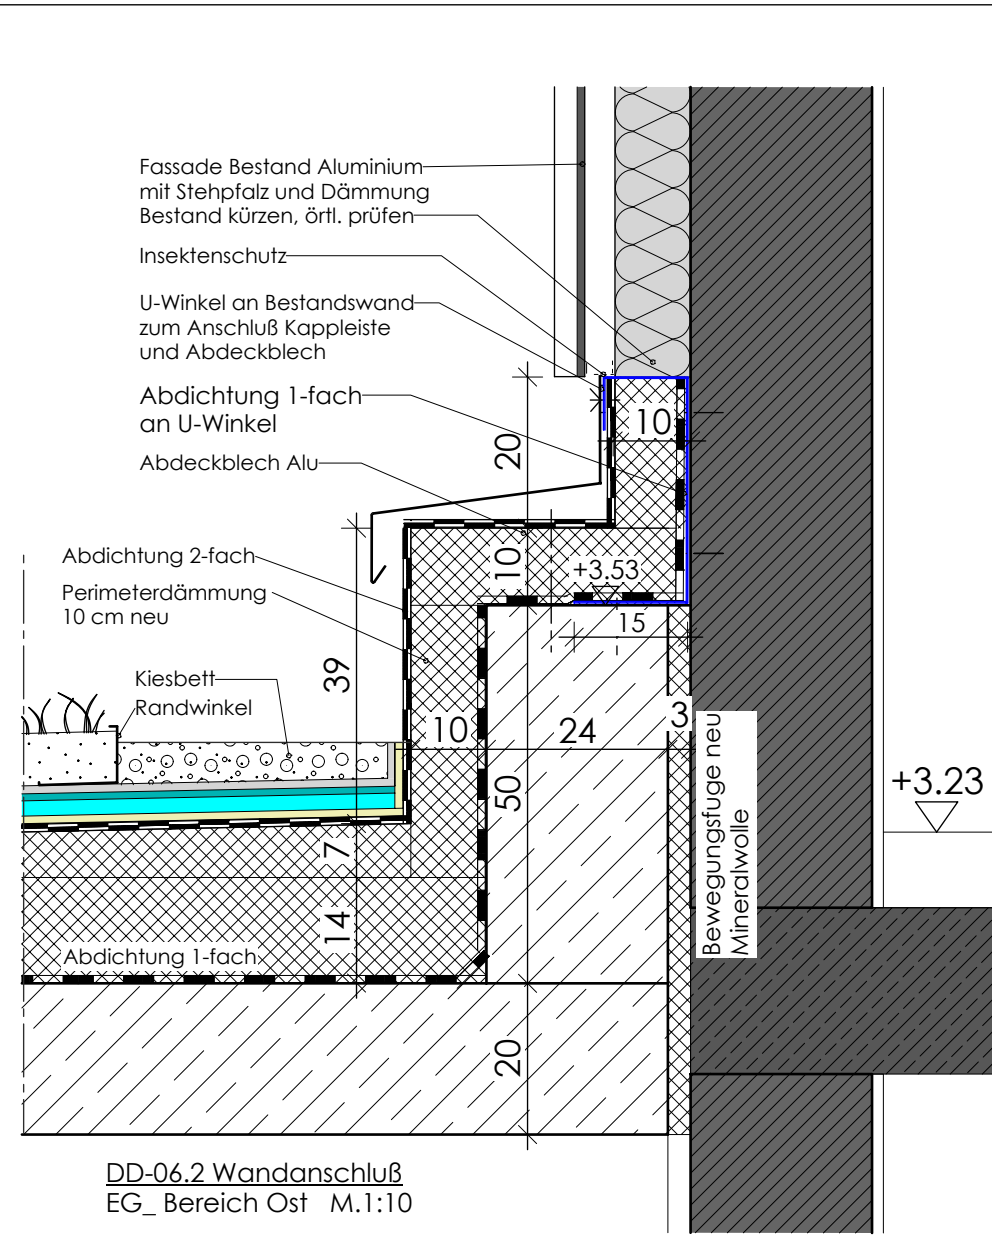 Fassade Bestand Aluminium
mit Stehpfalz und Dämmung
Bestand kürzen, örtl. prüfen
Insektenschutz
U-Winkel an Bestandswand
zum Anschluß Kappleiste
und Abdeckblech
Abdichtung 1-fach
an U-Winkel
Abdeckblech Alu
10
20
Abdichtung 2-fach
Perimeterdämmung
10 cm neu
10
+3.53
15
39
Kiesbett
Randwinkel
10
24
3
50
Bewegungsfuge neu
Mineralwolle
+3.23
7
14
Abdichtung 1-fach
20
DD-06.2 Wandanschluß
EG_ Bereich Ost M.1:10